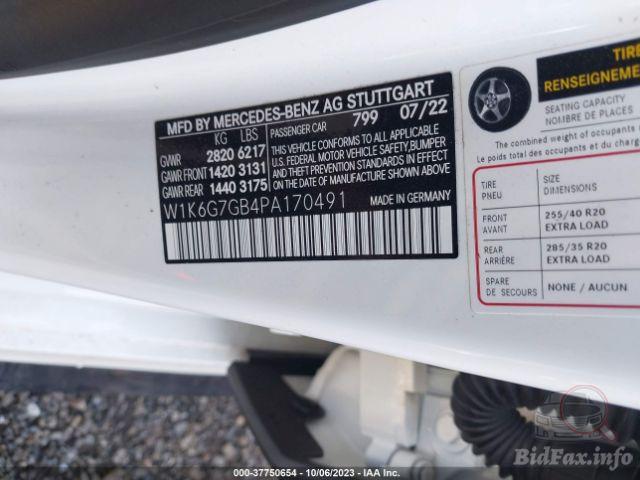 MFD BY MERCEDES-BENZ AG STUTTGART
KG LBS PASSENGER CAR 799 07/22
GVWR 2820 6217
GAWR FRONT 1420 3131
GAWR REAR 1440 3175
THIS VEHICLE CONFORMS TO ALL APPLICABLE
U.S. FEDERAL MOTOR VEHICLE SAFETY, BUMPER
AND THEFT PREVENTION STANDARDS IN EFFECT
ON THE DATE OF MANUFACTURE SHOWN ABOVE.
W1K6G7GB4PA170491
MADE IN GERMANY
TIRE
RENSEIGNEME
SEATING CAPACITY
NOMBRE DE PLACES
The combined weight of occupants
Le poids total des occupants et du charge
TIRE
PNEU
SIZE
DIMENSIONS
FRONT
AVANT
255/40 R20
EXTRA LOAD
REAR
ARRIÈRE
285/35 R20
EXTRA LOAD
SPARE
DE SECOURS
NONE / AUCUN
000-37750654 - 10/06/2023 - IAA Inc.
BidFax.info